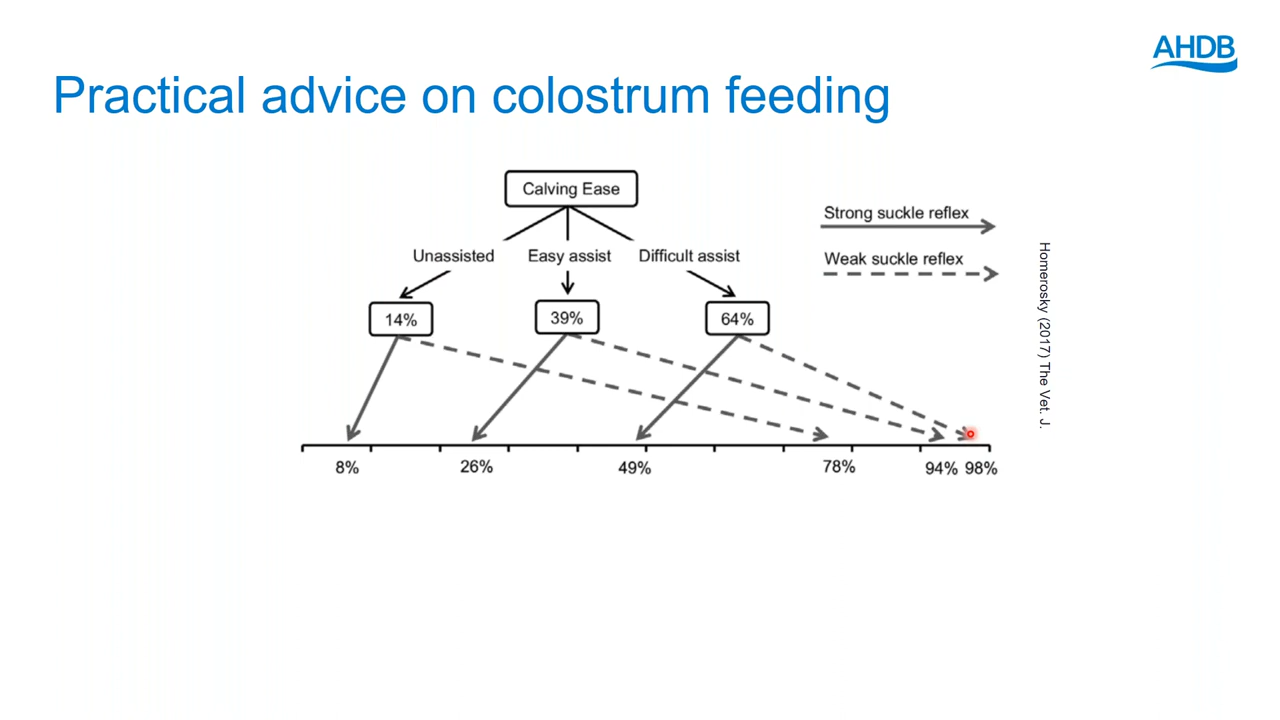 AHDB
Practical advice on colostrum feeding
Calving Ease
Unassisted
Easy assist
Difficult assist
Strong suckle reflex
Weak suckle reflex
14%
39%
64%
8%
26%
49%
78%
94%
98%
Homerosky (2017) The Vet. J.